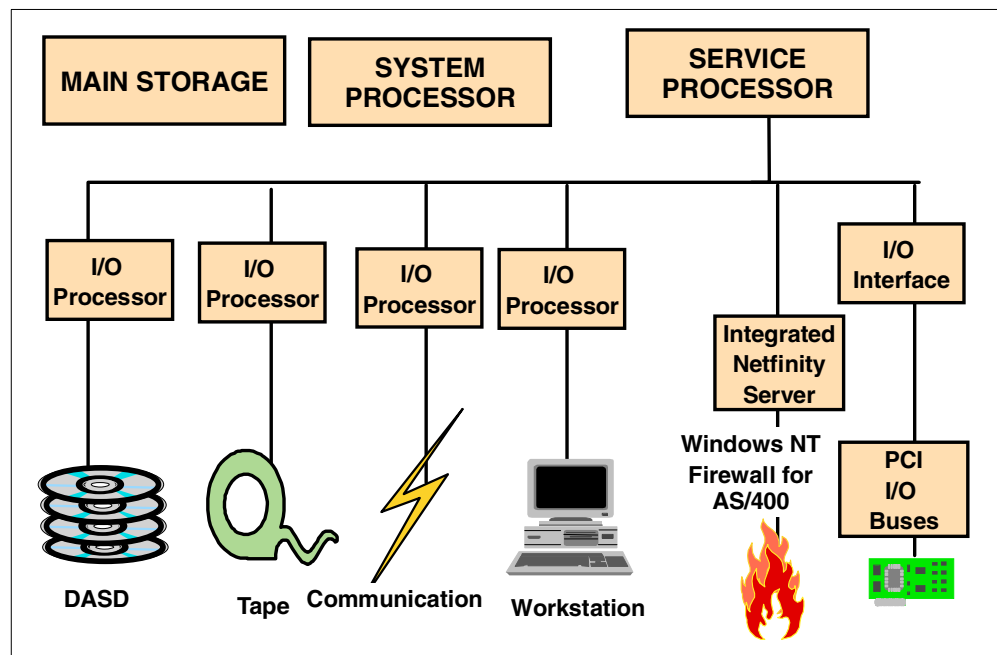 MAIN STORAGE
SYSTEM
PROCESSOR
SERVICE
PROCESSOR
I/O
Processor
I/O
Processor
I/O
Processor
I/O
Processor
I/O
Interface
Integrated
Netfinity
Server
Windows NT
Firewall for
AS/400
PCI
I/O
Buses
DASD
Tape
Communication
Workstation